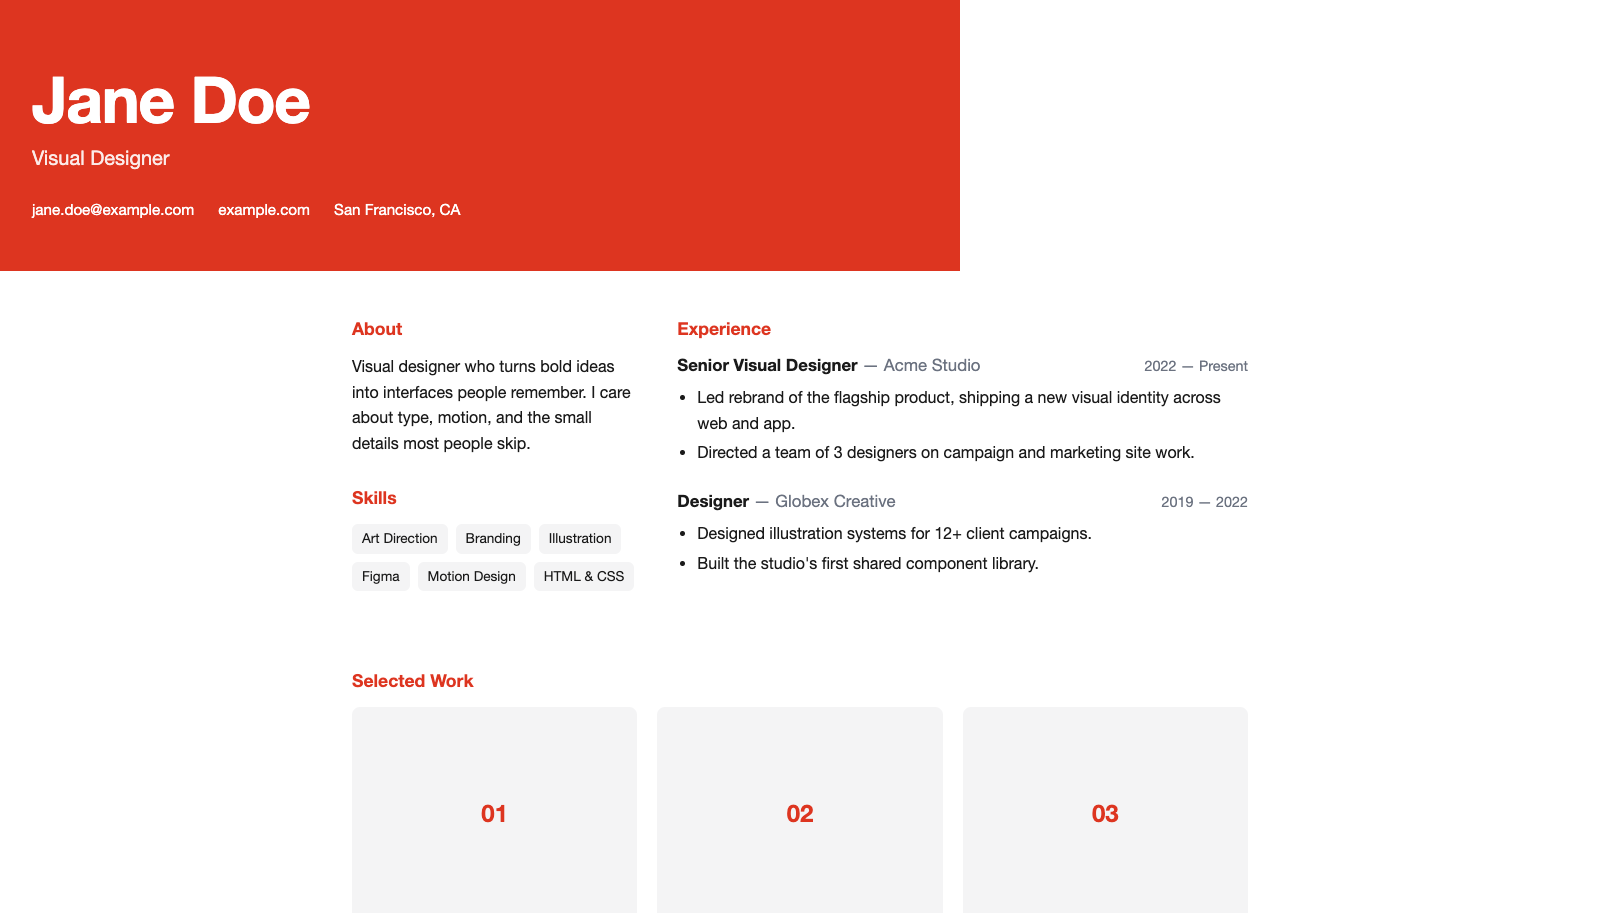 Jane Doe
Visual Designer
jane.doe@example.com example.com San Francisco, CA
About
Visual designer who turns bold ideas
into interfaces people remember. I care
about type, motion, and the small
details most people skip.
Skills
Art Direction Branding Illustration
Figma Motion Design HTML & CSS
Experience
Senior Visual Designer — Acme Studio 2022 — Present
• Led rebrand of the flagship product, shipping a new visual identity across
web and app.
• Directed a team of 3 designers on campaign and marketing site work.
Designer — Globex Creative 2019 — 2022
• Designed illustration systems for 12+ client campaigns.
• Built the studio's first shared component library.
Selected Work
01 02 03